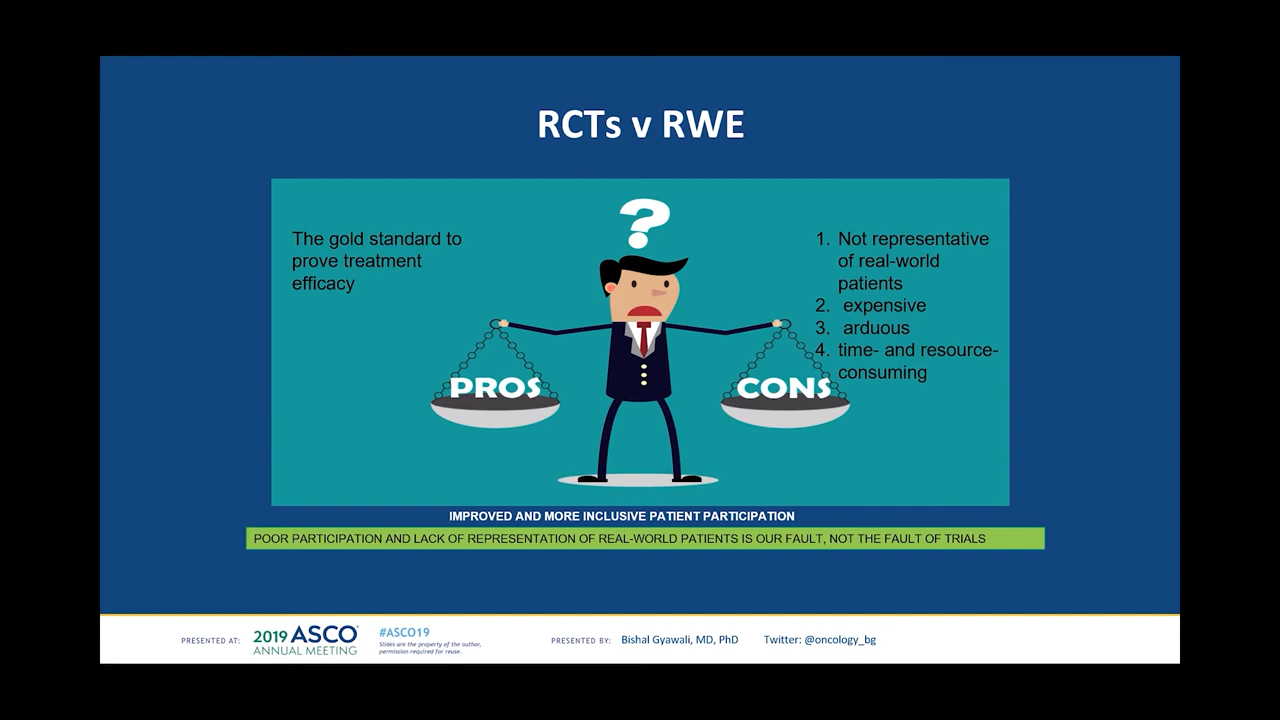 RCTs v RWE
?
The gold standard to
prove treatment
efficacy
1. Not representative
of real-world
patients
2. expensive
3. arduous
4. time- and resource-
consuming
PROS
CONS
IMPROVED AND MORE INCLUSIVE PATIENT PARTICIPATION
POOR PARTICIPATION AND LACK OF REPRESENTATION OF REAL-WORLD PATIENTS IS OUR FAULT, NOT THE FAULT OF TRIALS
PRESENTED AT:
2019 ASCO
ANNUAL MEETING
#ASCO19
Slides are the property of the author,
permission required for reuse.
PRESENTED BY: Bishal Gyawali, MD, PhD
Twitter: @oncology_bg